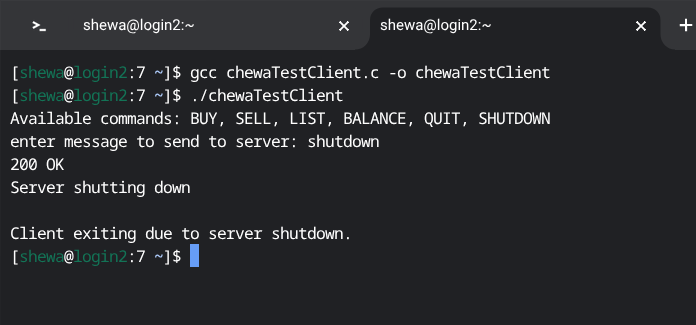 shewa@login2:~
shewa@login2:~
[shewa@login2:7 ~]$ gcc chewaTestClient.c -o chewaTestClient
[shewa@login2:7 ~]$ ./chewaTestClient
Available commands: BUY, SELL, LIST, BALANCE, QUIT, SHUTDOWN
enter message to send to server: shutdown
200 OK
Server shutting down
Client exiting due to server shutdown.
[shewa@login2:7 ~]$